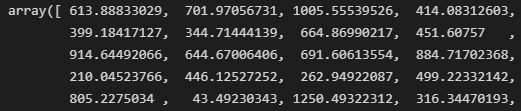 array([ 613.88833029,  701.97056731, 1005.55539526,  414.08312603,
399.18417127,  344.71444139,  664.86990217,  451.60757   ,
914.64492066,  644.67006406,  691.60613554,  884.71702368,
210.04523766,  446.12527252,  262.94922087,  499.22332142,
805.2275034 ,   43.49230343, 1250.49322312,  316.34470193,